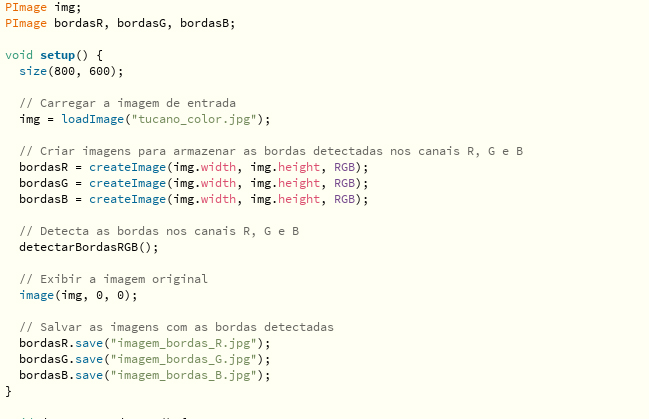 PImage img;
PImage bordasR, bordasG, bordasB;
void setup() {
size(800, 600);
// Carregar a imagem de entrada
img = loadImage("tucano_color.jpg");
// Criar imagens para armazenar as bordas detectadas nos canais R, G e B
bordasR = createImage(img.width, img.height, RGB);
bordasG = createImage(img.width, img.height, RGB);
bordasB = createImage(img.width, img.height, RGB);
// Detecta as bordas nos canais R, G e B
detectarBordasRGB();
// Exibir a imagem original
image(img, 0, 0);
// Salvar as imagens com as bordas detectadas
bordasR.save("imagem_bordas_R.jpg");
bordasG.save("imagem_bordas_G.jpg");
bordasB.save("imagem_bordas_B.jpg");
}